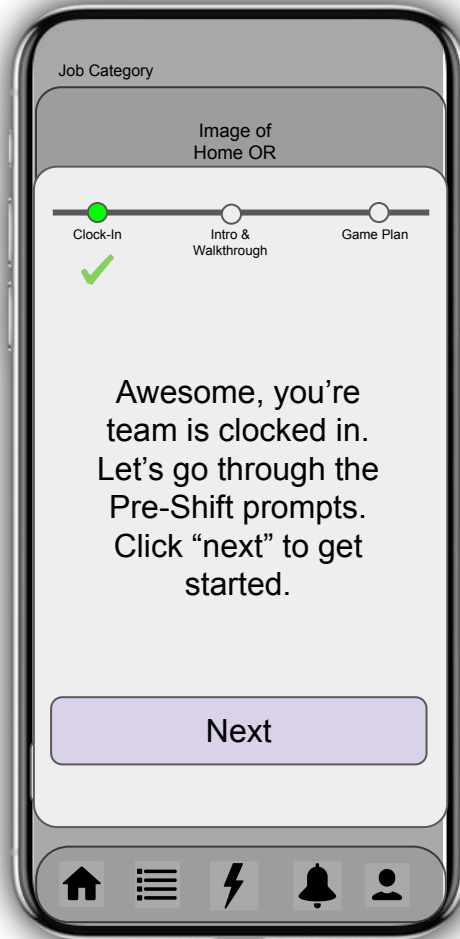 Job Category
Image of
Home OR
Clock-In
Intro &
Walkthrough
Game Plan
Awesome, you’re
team is clocked in.
Let’s go through the
Pre-Shift prompts.
Click “next” to get
started.
Next